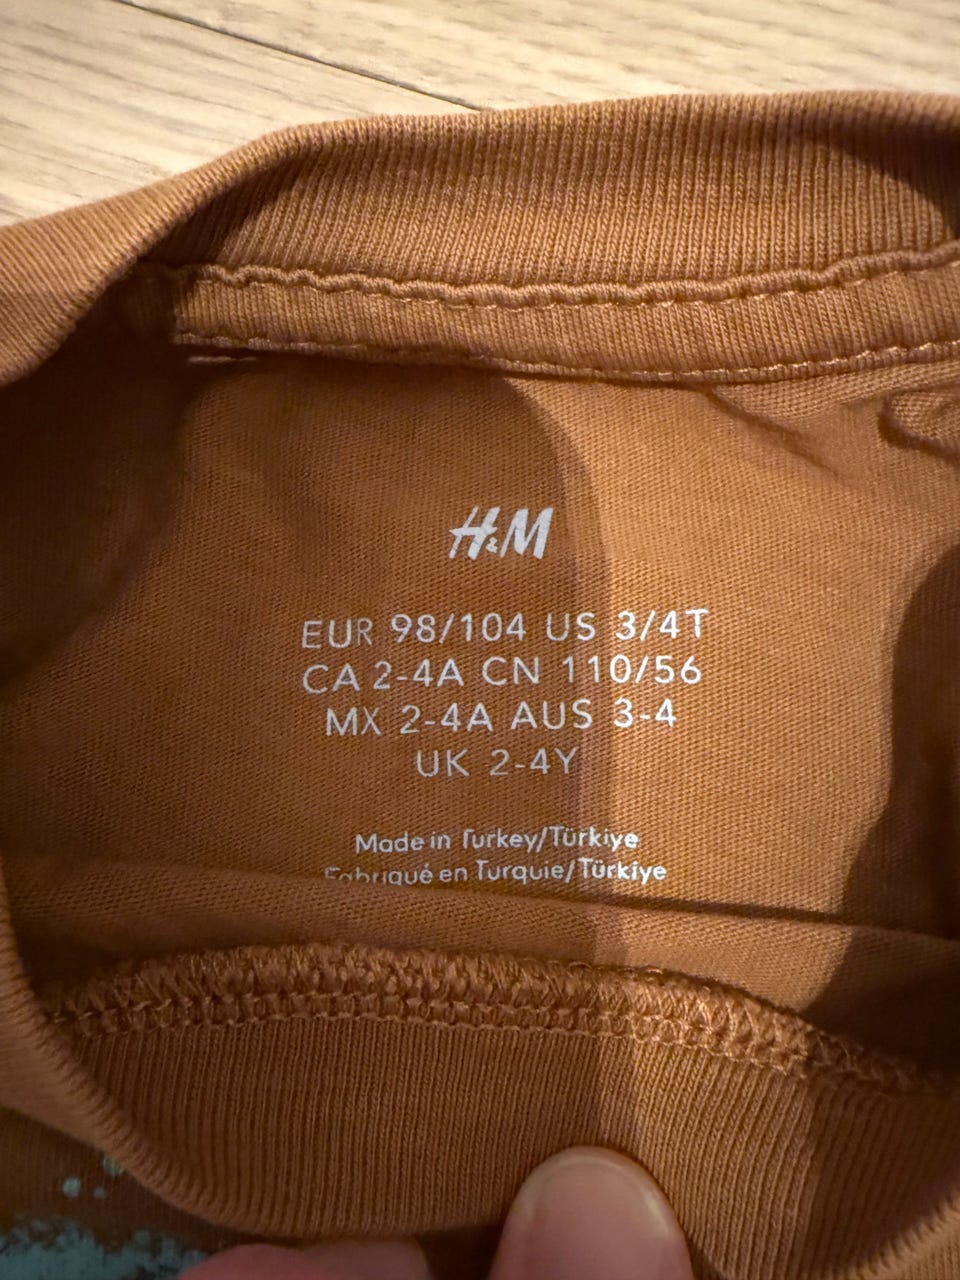 H&M
EUR 98/104 US 3/4T
CA 2-4A CN 110/56
MX 2-4A AUS 3-4
UK 2-4Y
Made in Turkey/Türkiye
Fabriqué en Turquie/Türkiye